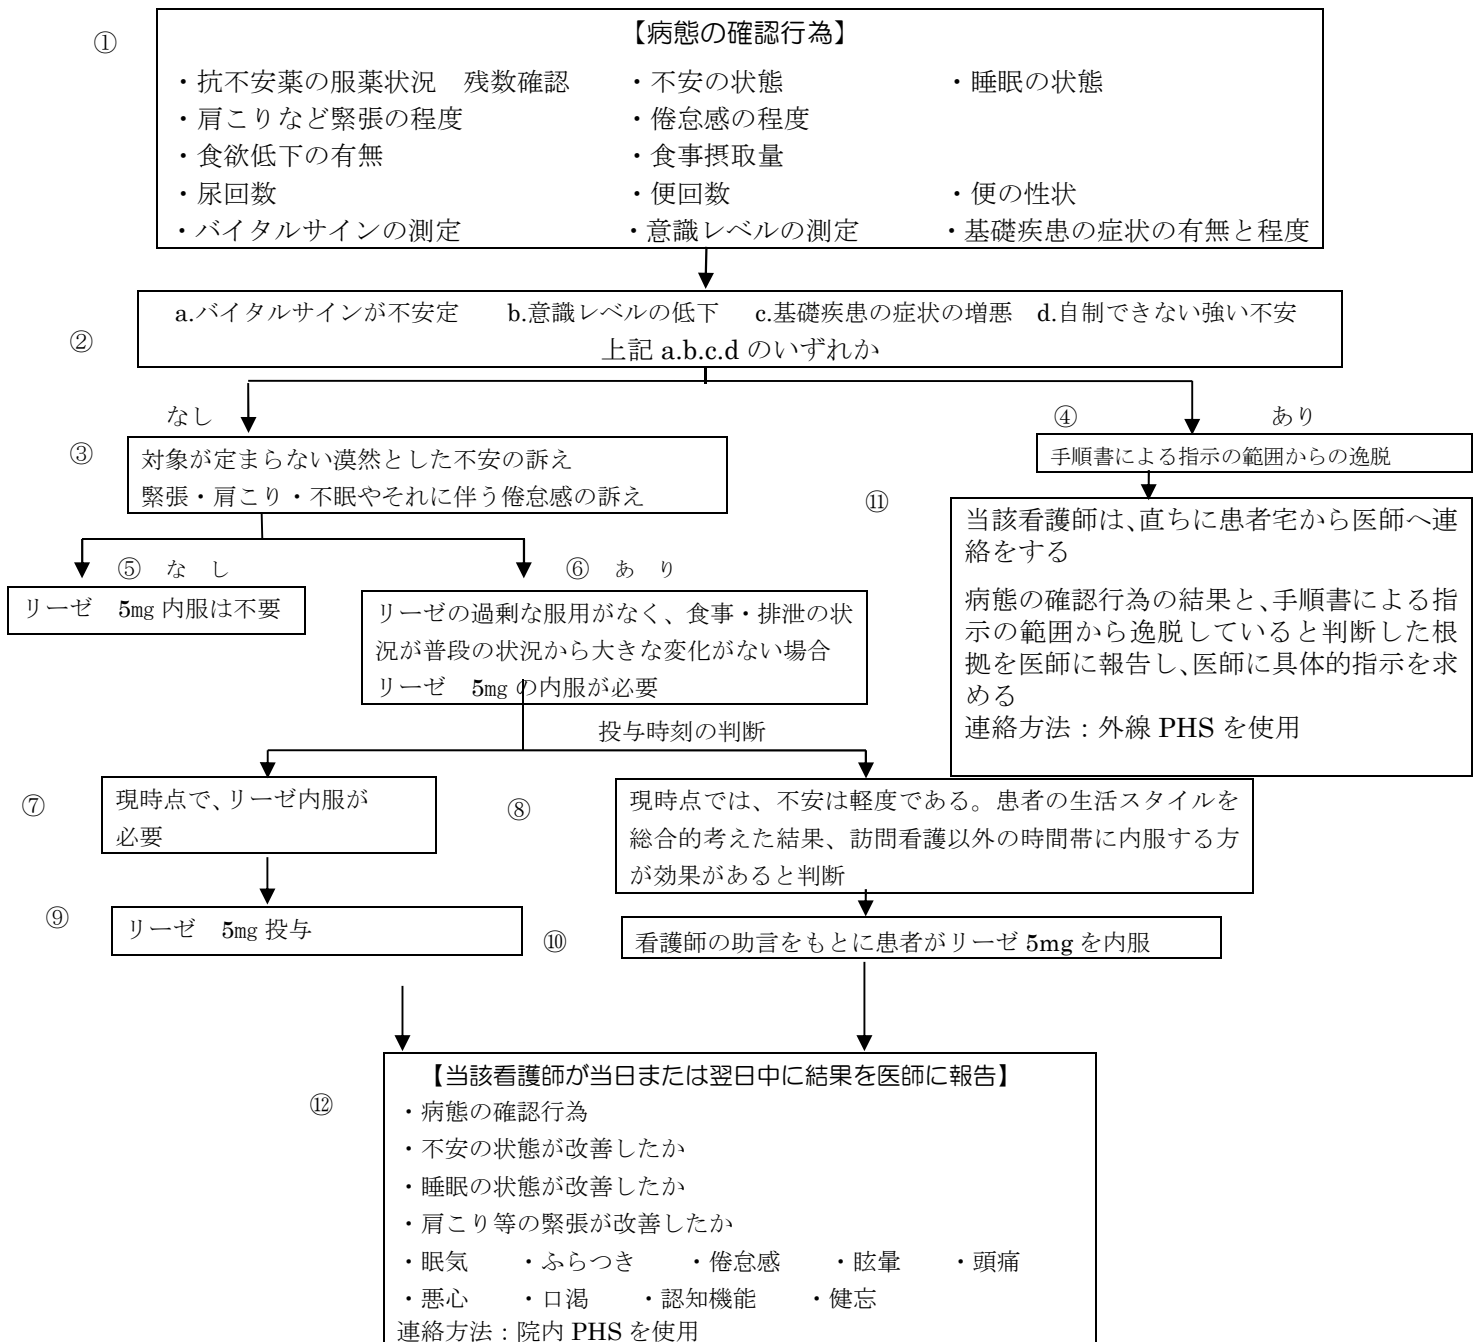 ①
【病態の確認行為】
・抗不安薬の服薬状況　残数確認　・不安の状態　・睡眠の状態
・肩こりなど緊張の程度　・倦怠感の程度
・食欲低下の有無　・食事摂取量
・尿回数　・便回数　・便の性状
・バイタルサインの測定　・意識レベルの測定　・基礎疾患の症状の有無と程度
②
a.バイタルサインが不安定　b.意識レベルの低下　c.基礎疾患の症状の増悪　d.自制できない強い不安
上記 a.b.c.d のいずれか
なし
④　あり
③
対象が定まらない漠然とした不安の訴え
緊張・肩こり・不眠やそれに伴う倦怠感の訴え
手順書による指示の範囲からの逸脱
⑪
当該看護師は、直ちに患者宅から医師へ連
絡をする
病態の確認行為の結果と、手順書による指
示の範囲から逸脱していると判断した根
拠を医師に報告し、医師に具体的指示を求
める
連絡方法：外線 PHS を使用
⑤　な　し
⑥　あ　り
リーゼ　5mg 内服は不要
リーゼの過剰な服用がなく、食事・排泄の状
況が普段の状況から大きな変化がない場合
リーゼ　5mg の内服が必要
投与時刻の判断
⑦
現時点で、リーゼ内服が
必要
⑧
現時点では、不安は軽度である。患者の生活スタイルを
総合的考えた結果、訪問看護以外の時間帯に内服する方
が効果があると判断
⑨
リーゼ　5mg 投与
⑩
看護師の助言をもとに患者がリーゼ 5mg を内服
⑫
【当該看護師が当日または翌日中に結果を医師に報告】
・病態の確認行為
・不安の状態が改善したか
・睡眠の状態が改善したか
・肩こり等の緊張が改善したか
・眠気　・ふらつき　・倦怠感　・眩暈　・頭痛
・悪心　・口渇　・認知機能　・健忘
連絡方法：院内 PHS を使用